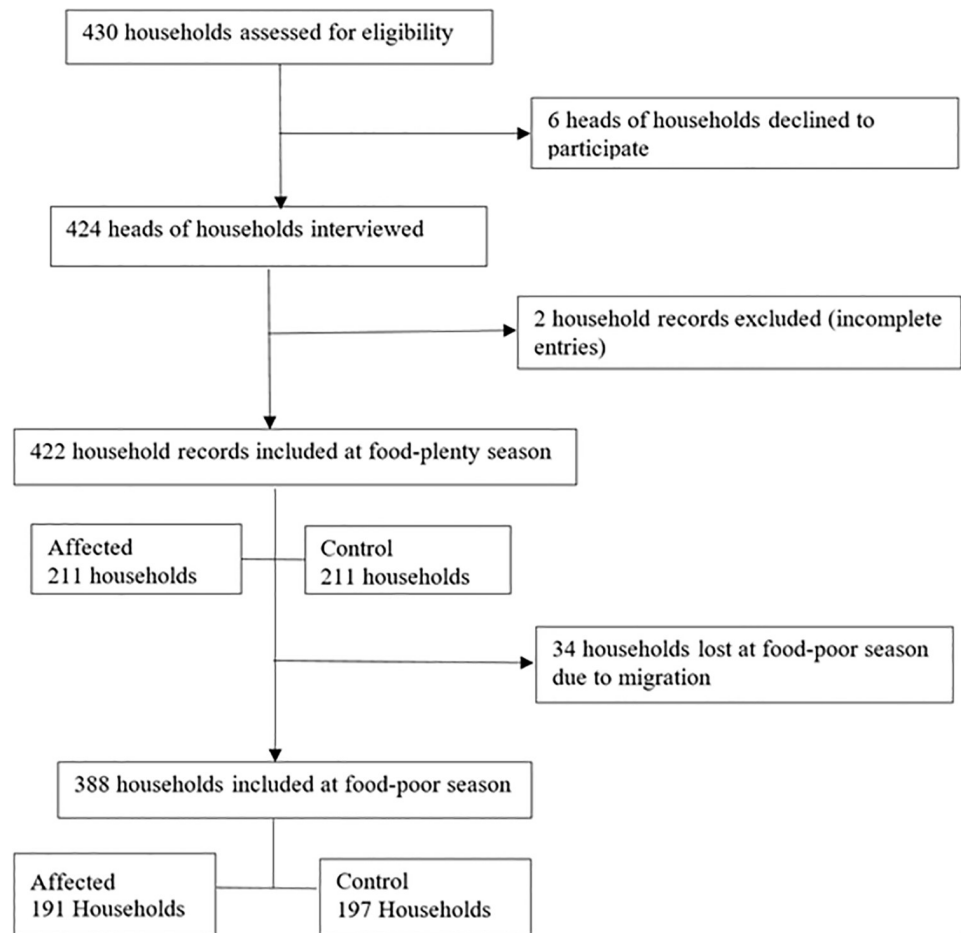 430 households assessed for eligibility
6 heads of households declined to
participate
424 heads of households interviewed
2 household records excluded (incomplete
entries)
422 household records included at food-plenty season
Affected
211 households
Control
211 households
34 households lost at food-poor season
due to migration
388 households included at food-poor season
Affected
191 Households
Control
197 Households